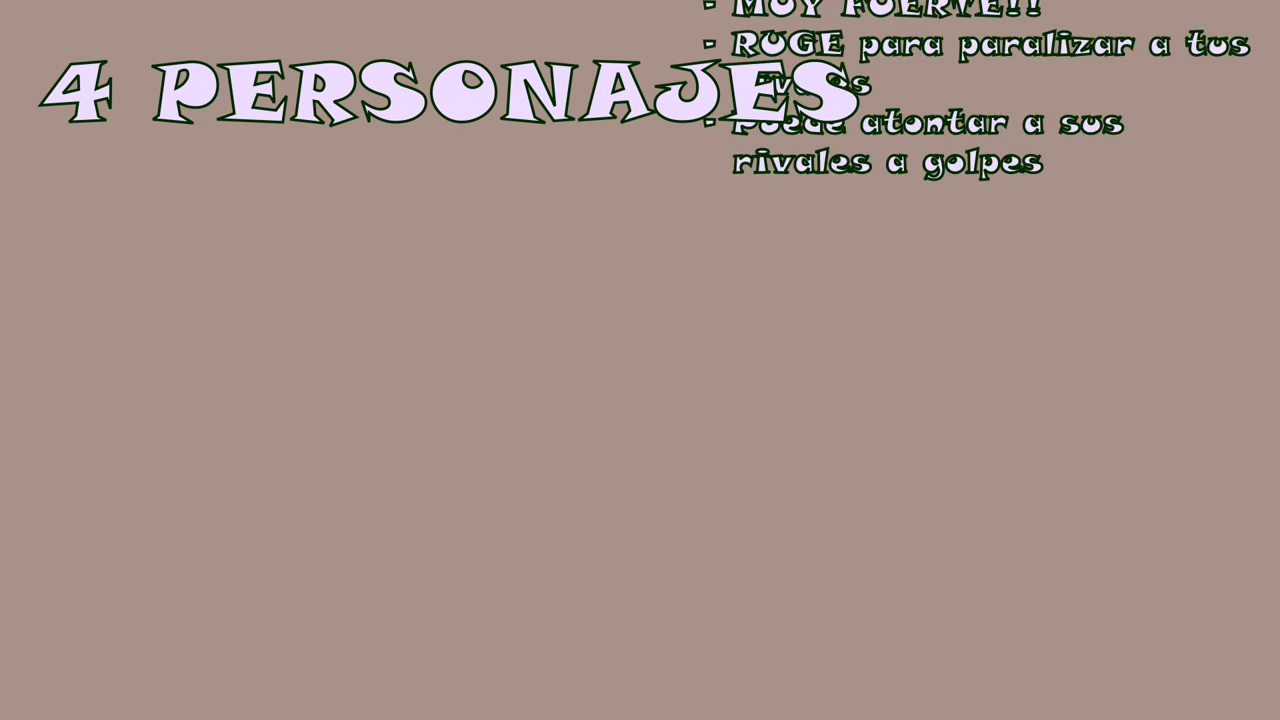 - MUY FUERTE!!
- RUGE para paralizar a tus
4 PERSONAJES
- Puede atontar a sus
rivales a golpes